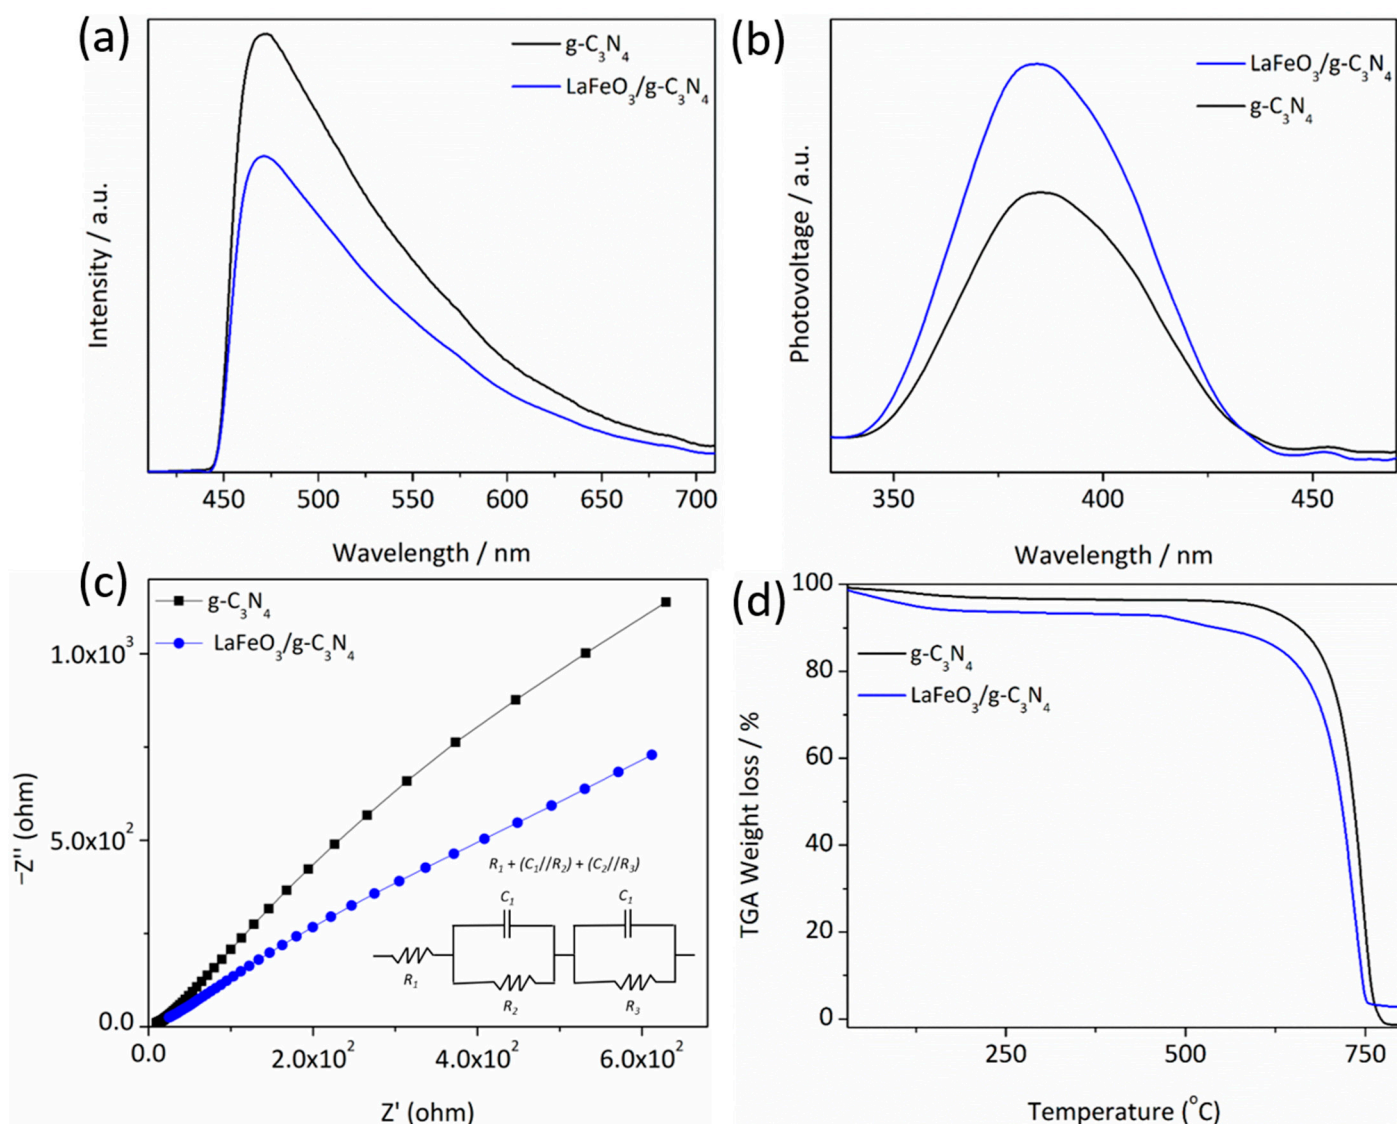 (a)
g-C₃N₄
LaFeO₃/g-C₃N₄
Intensity / a.u.
450 500 550 600 650 700
Wavelength / nm
(b)
LaFeO₃/g-C₃N₄
g-C₃N₄
Photovoltage / a.u.
350 400 450
Wavelength / nm
(c)
g-C₃N₄
LaFeO₃/g-C₃N₄
1.0x10³
5.0x10²
0.0
–Z'' (ohm)
R₁ + (C₁//R₂) + (C₂//R₃)
C₁ C₁
R₁
R₂ R₃
0.0 2.0x10² 4.0x10² 6.0x10²
Z' (ohm)
(d)
g-C₃N₄
LaFeO₃/g-C₃N₄
100
80
60
40
20
0
TGA Weight loss / %
250 500 750
Temperature (°C)